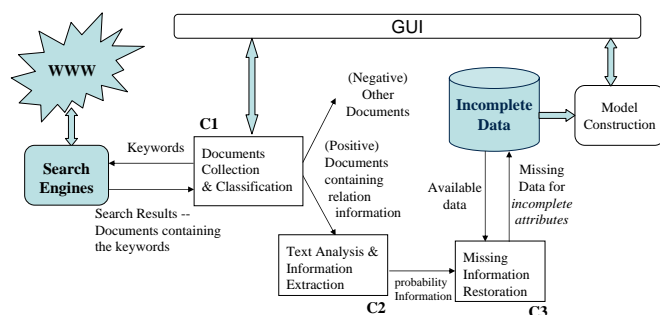 GUI
WWW
(Negative)
Other
Documents
Incomplete
Data
Model
Construction
C1
Keywords
Documents
Collection
& Classification
(Positive)
Documents
containing
relation
information
Search
Engines
Search Results --
Documents containing
the keywords
Available
data
Missing
Data for
incomplete
attributes
Text Analysis &
Information
Extraction
C2
probability
Information
Missing
Information
Restoration
C3